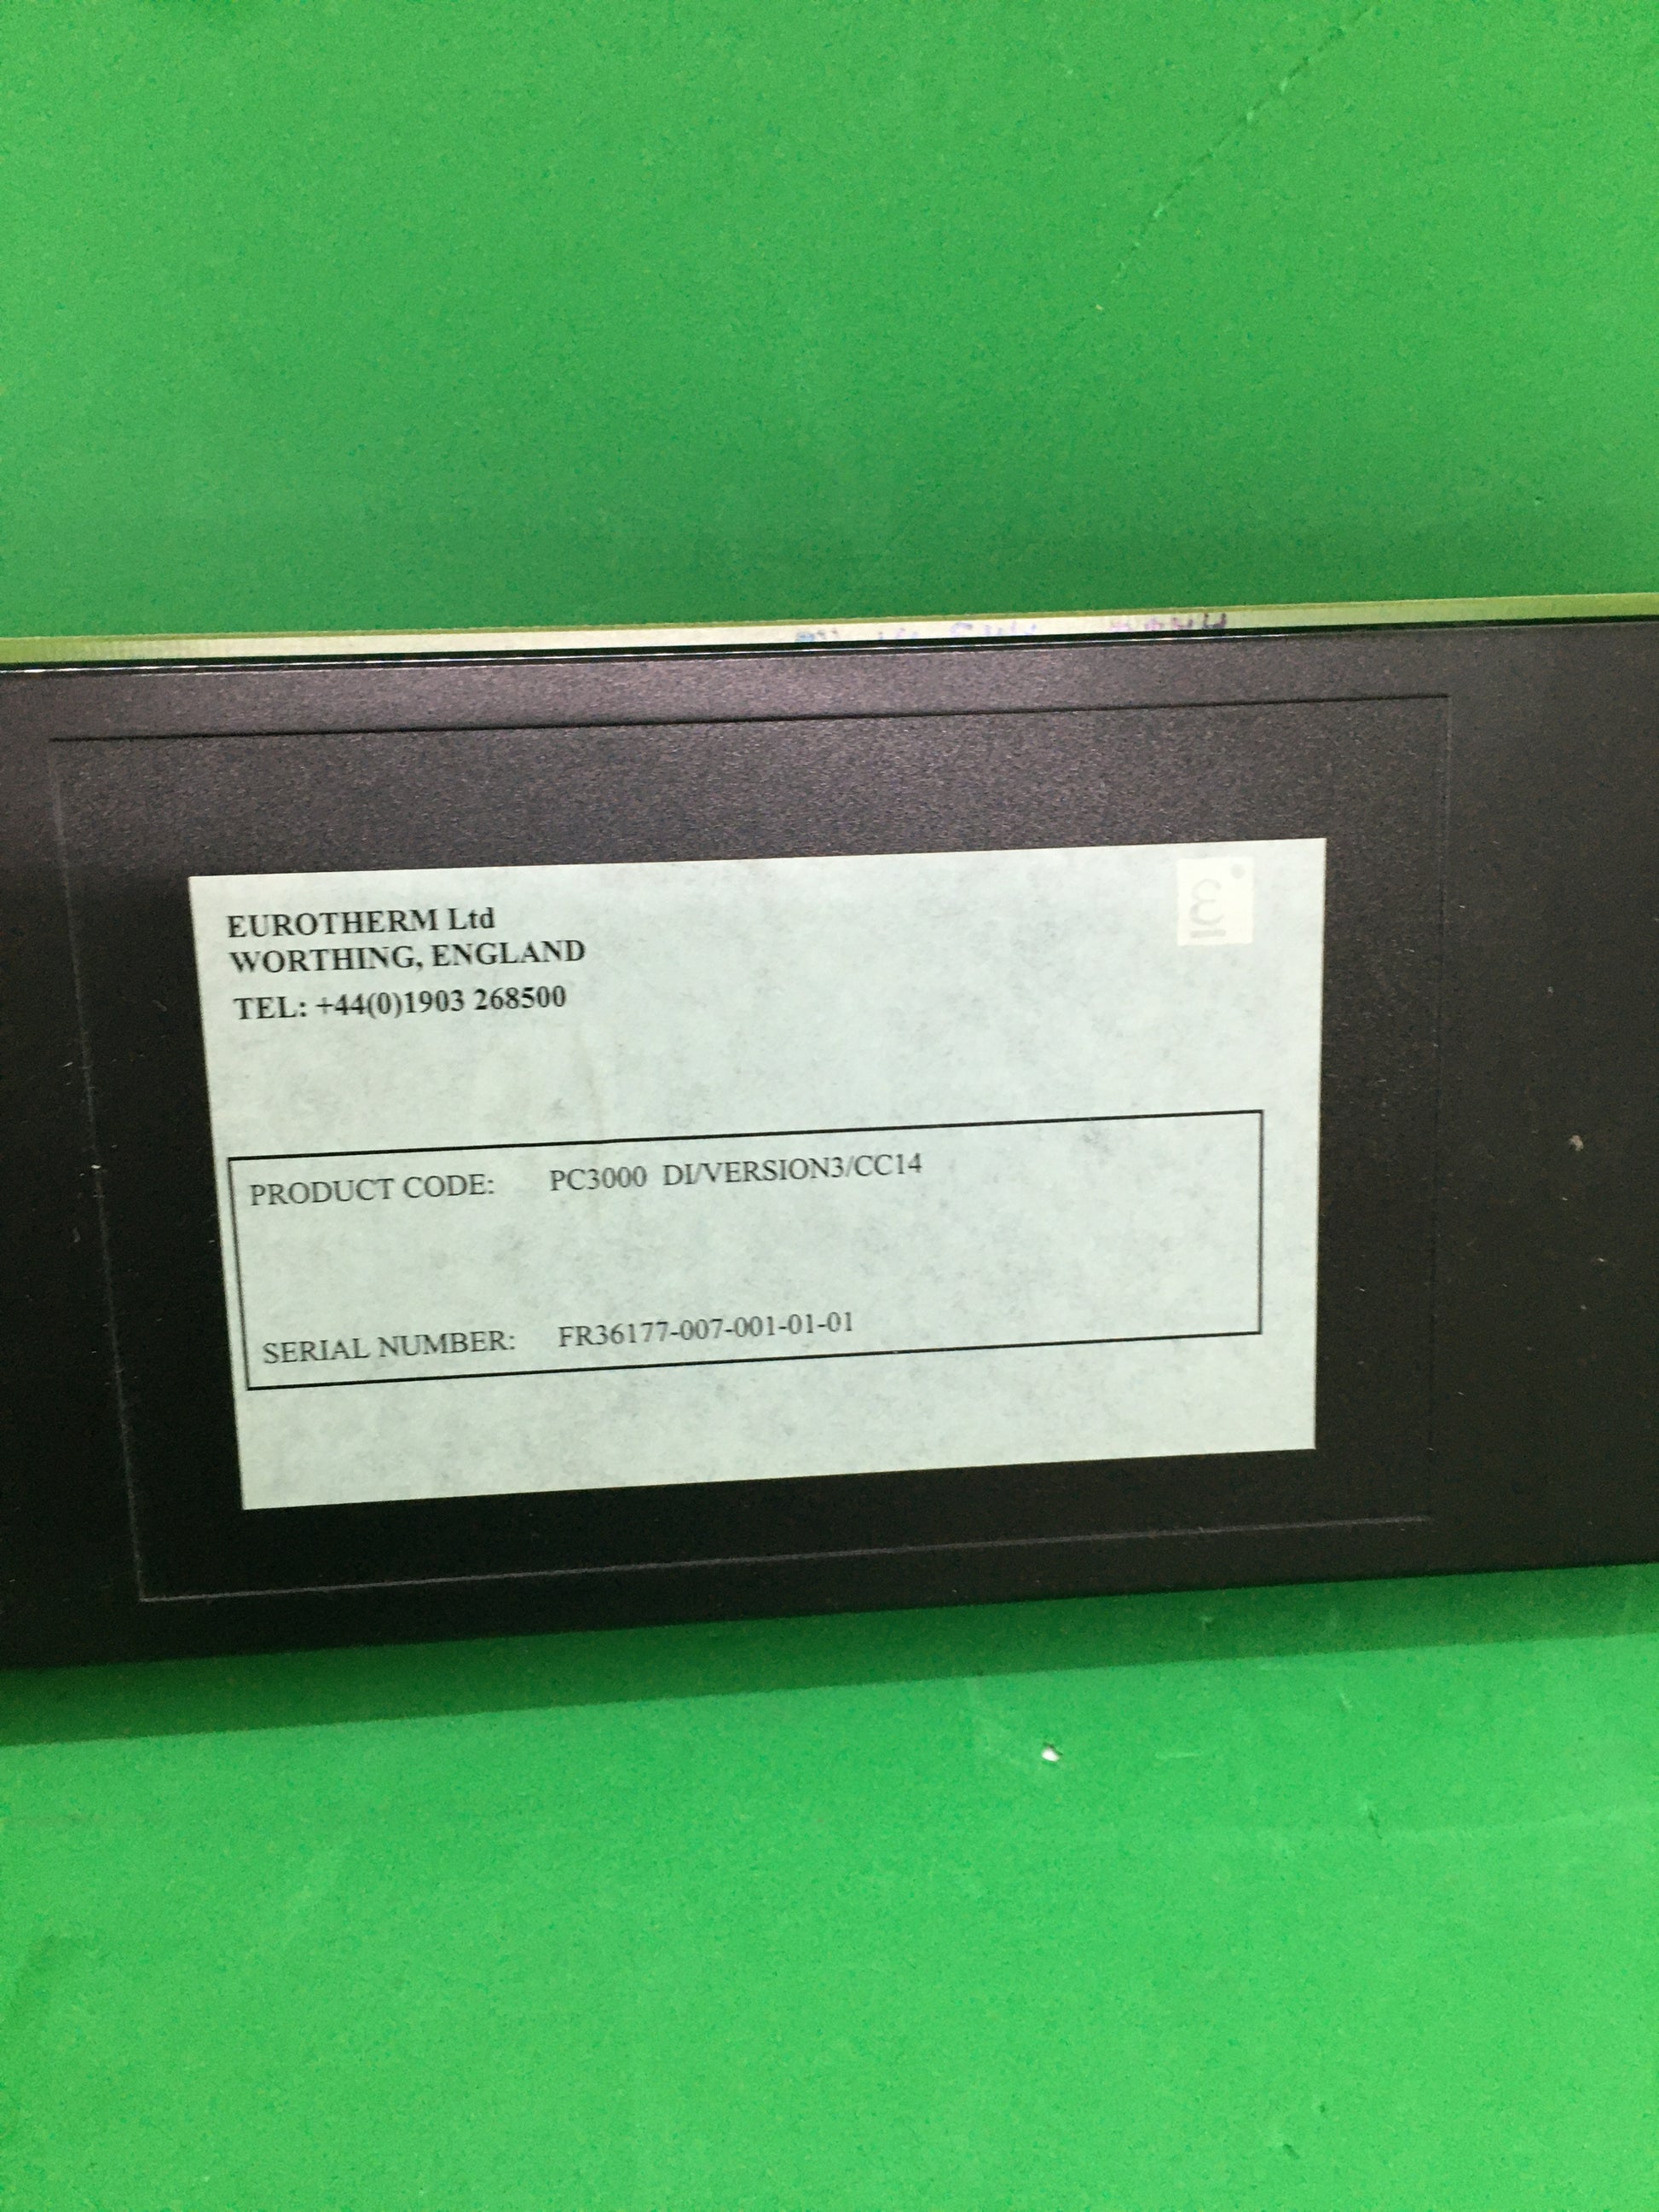 EUROTHERM Ltd
WORTHING, ENGLAND
TEL: +44(0)1903 268500
PRODUCT CODE: PC3000 DI/VERSION3/CC14
SERIAL NUMBER: FR36177-007-001-01-01